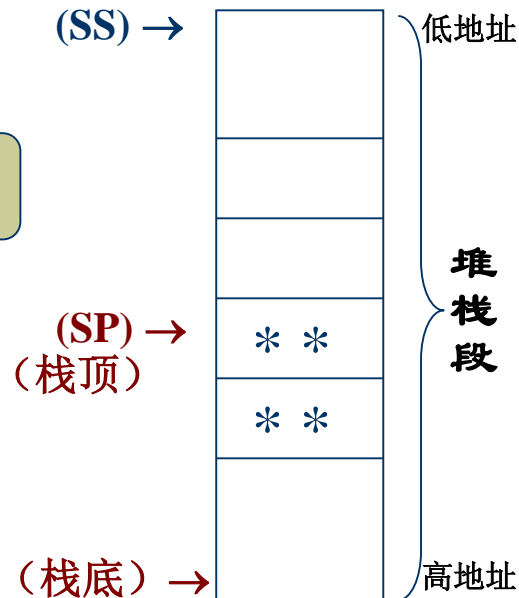 (SS) → 低地址
(SP) → * *
（栈顶）
* *
堆
栈
段
（栈底）→ 高地址